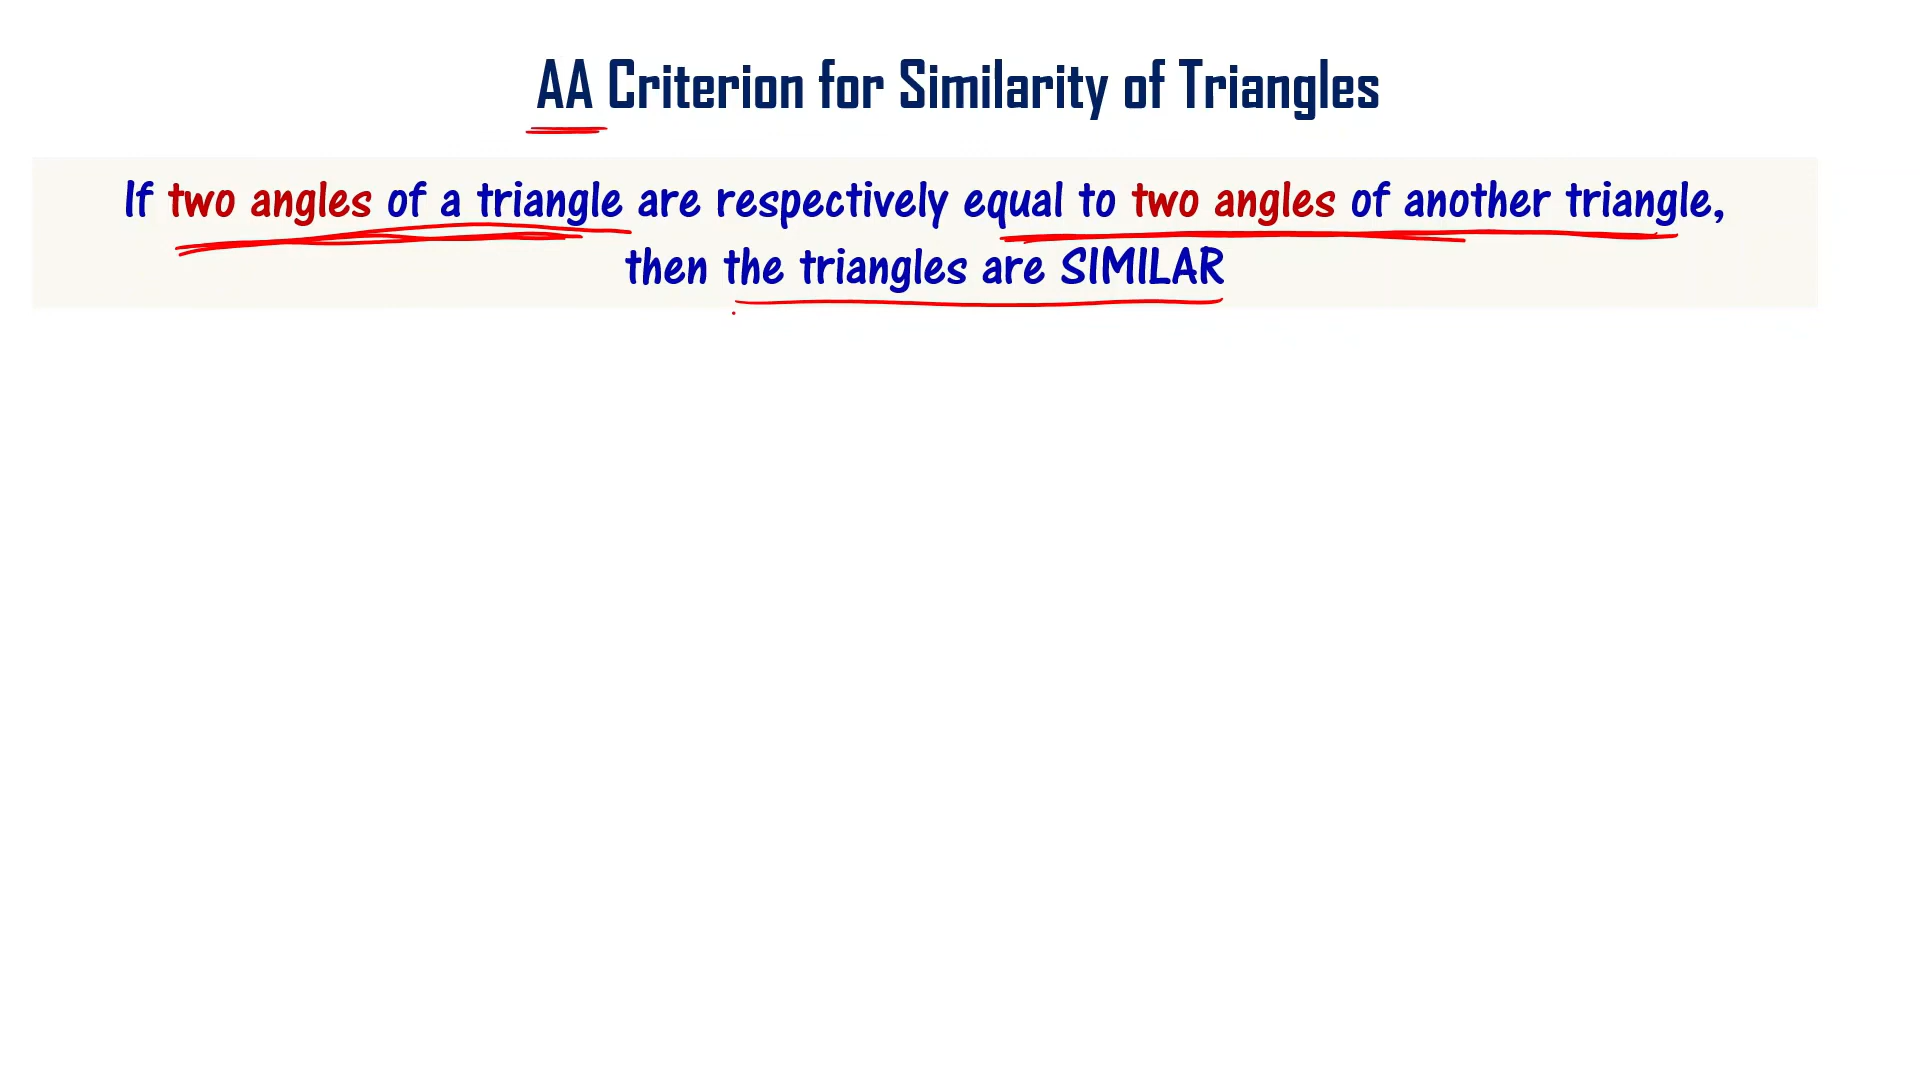 AA Criterion for Similarity of Triangles
If two angles of a triangle are respectively equal to two angles of another triangle,
then the triangles are SIMILAR